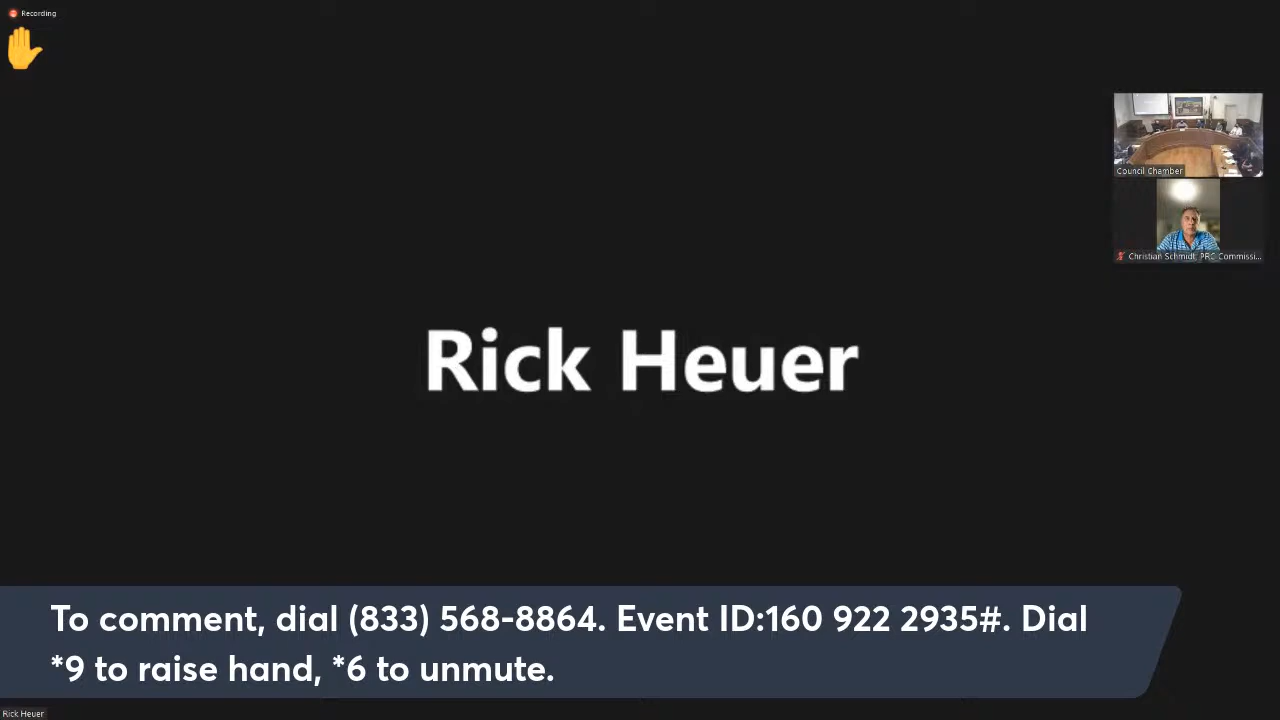 Recording
Council Chamber
Christian Schmidt, PRC Commissi...
Rick Heuer
To comment, dial (833) 568-8864. Event ID:160 922 2935#. Dial
*9 to raise hand, *6 to unmute.
Rick Heuer